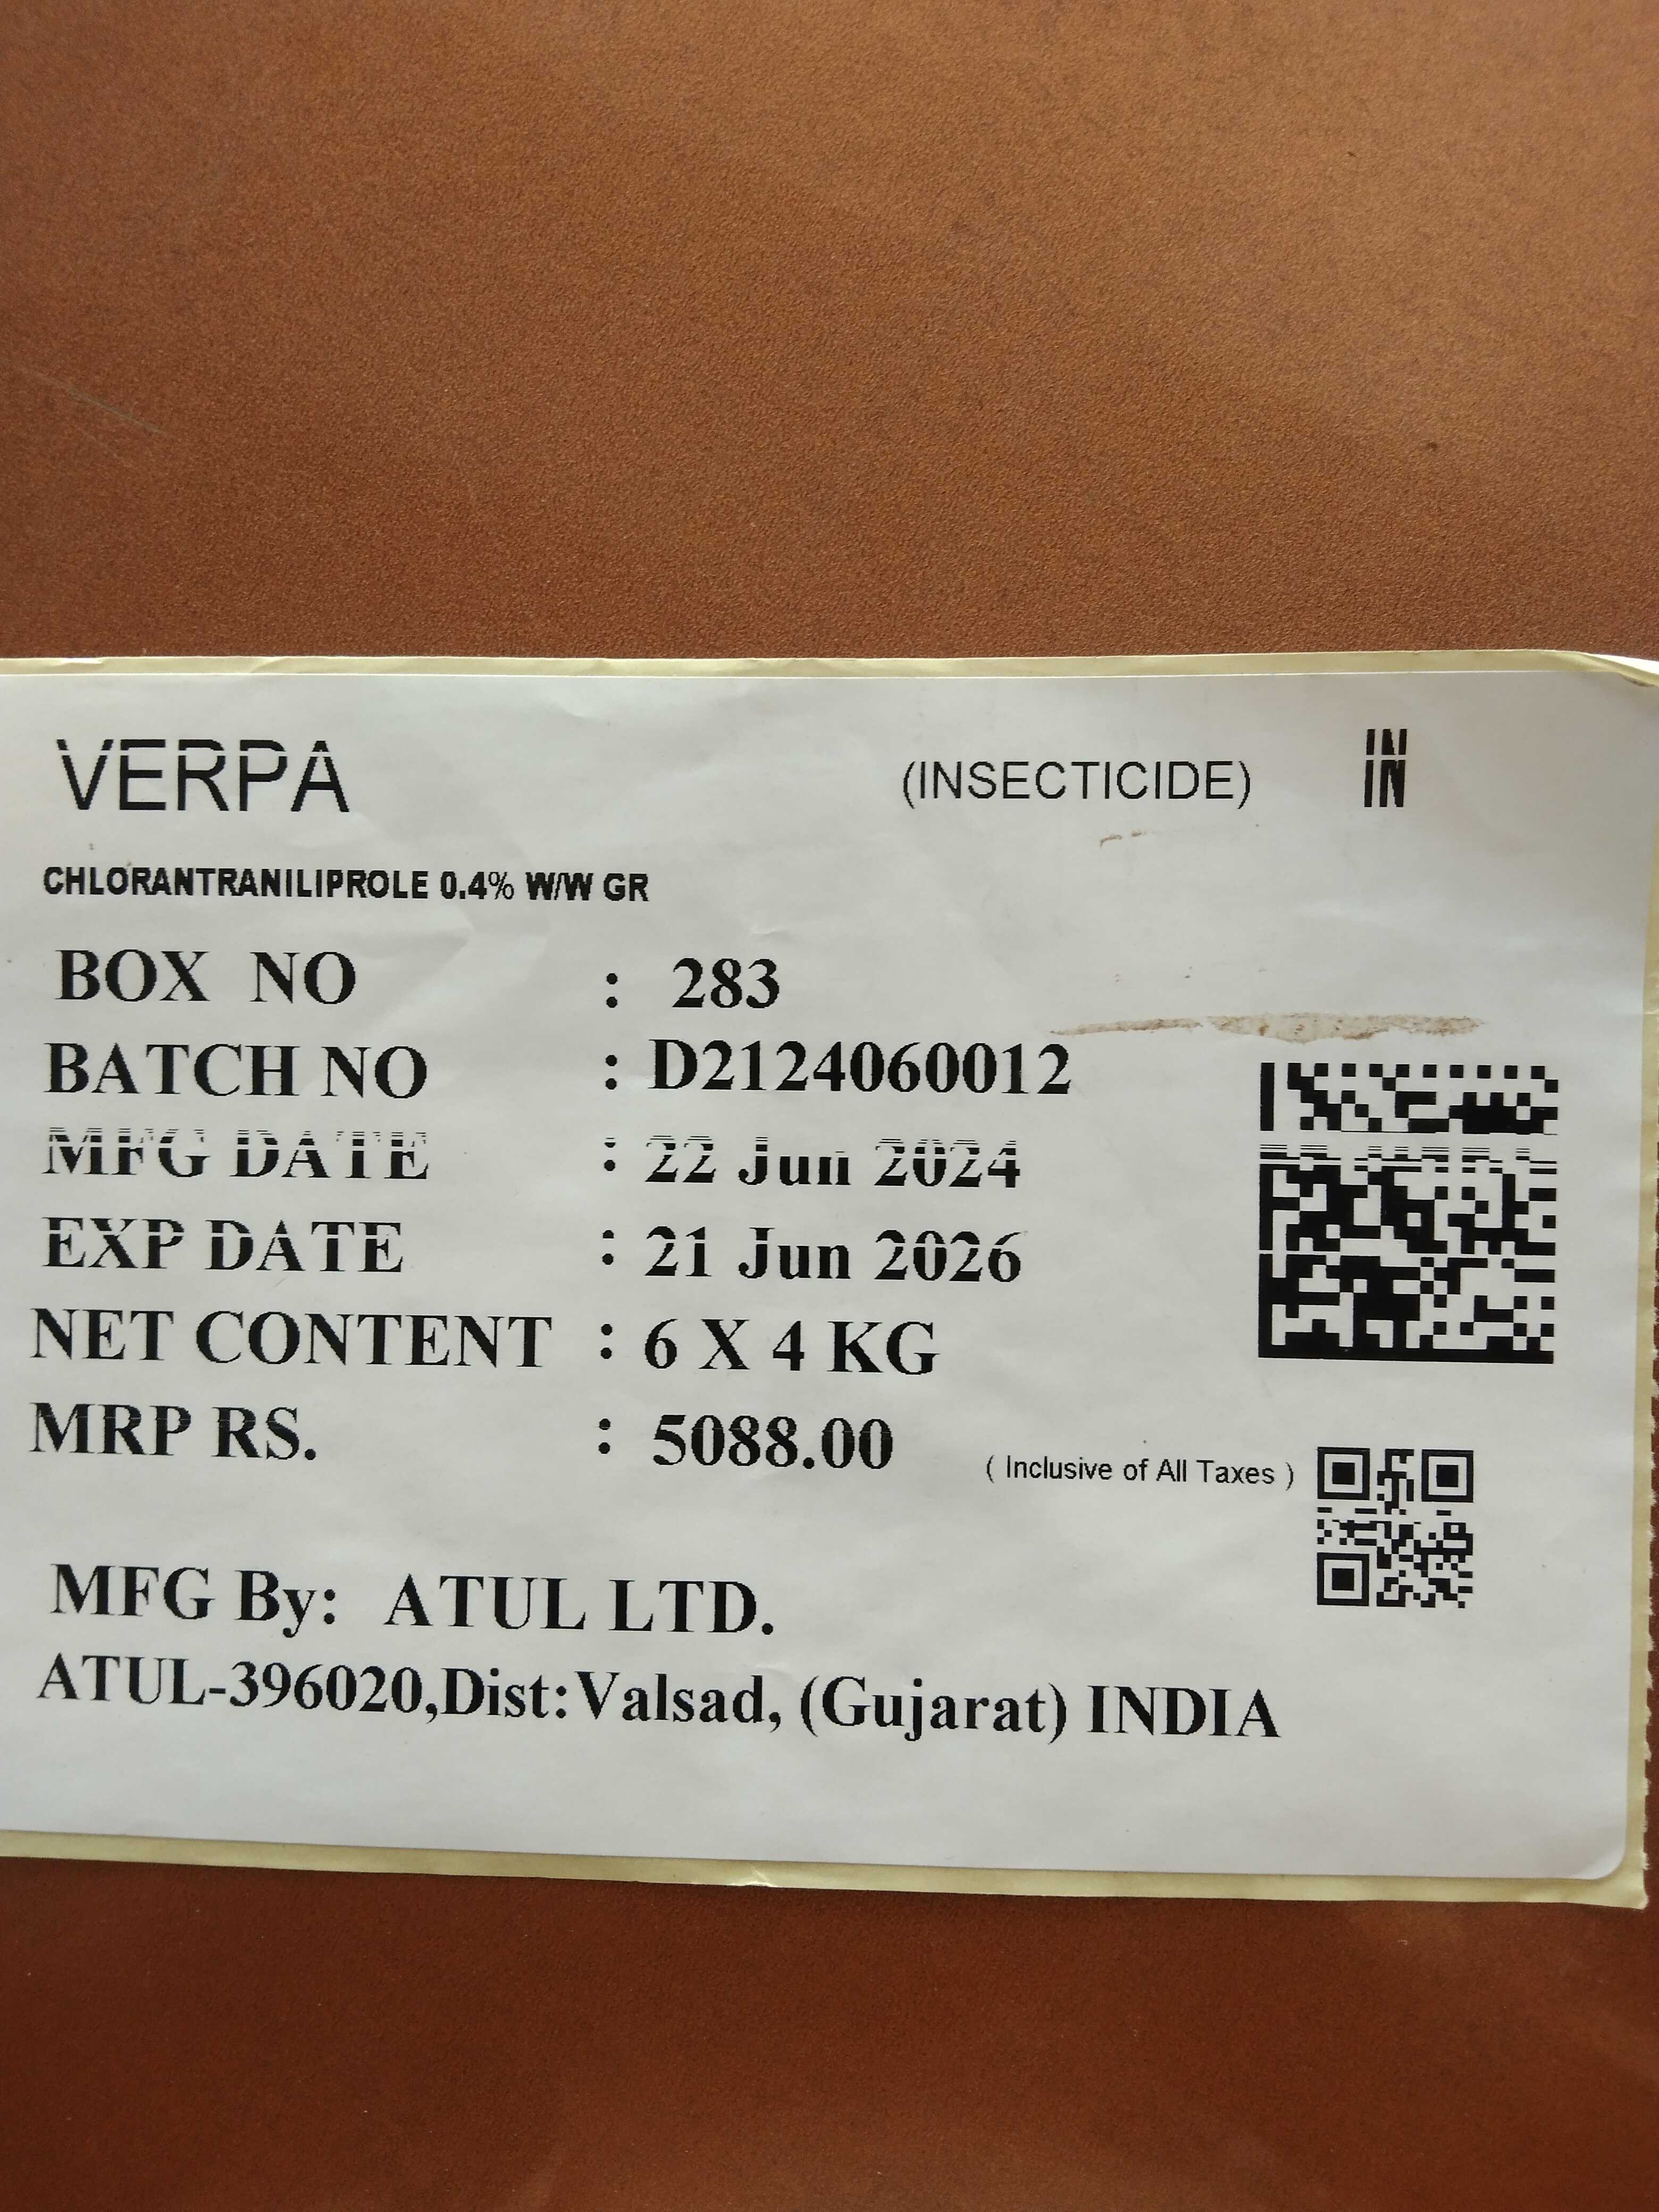 VERPA (INSECTICIDE) IN
CHLORANTRANILIPROLE 0.4% W/W GR
BOX NO : 283
BATCH NO : D2124060012
MFG DATE : 22 Jun 2024
EXP DATE : 21 Jun 2026
NET CONTENT : 6 X 4 KG
MRP RS. : 5088.00 ( Inclusive of All Taxes )
MFG By: ATUL LTD.
ATUL-396020,Dist:Valsad, (Gujarat) INDIA